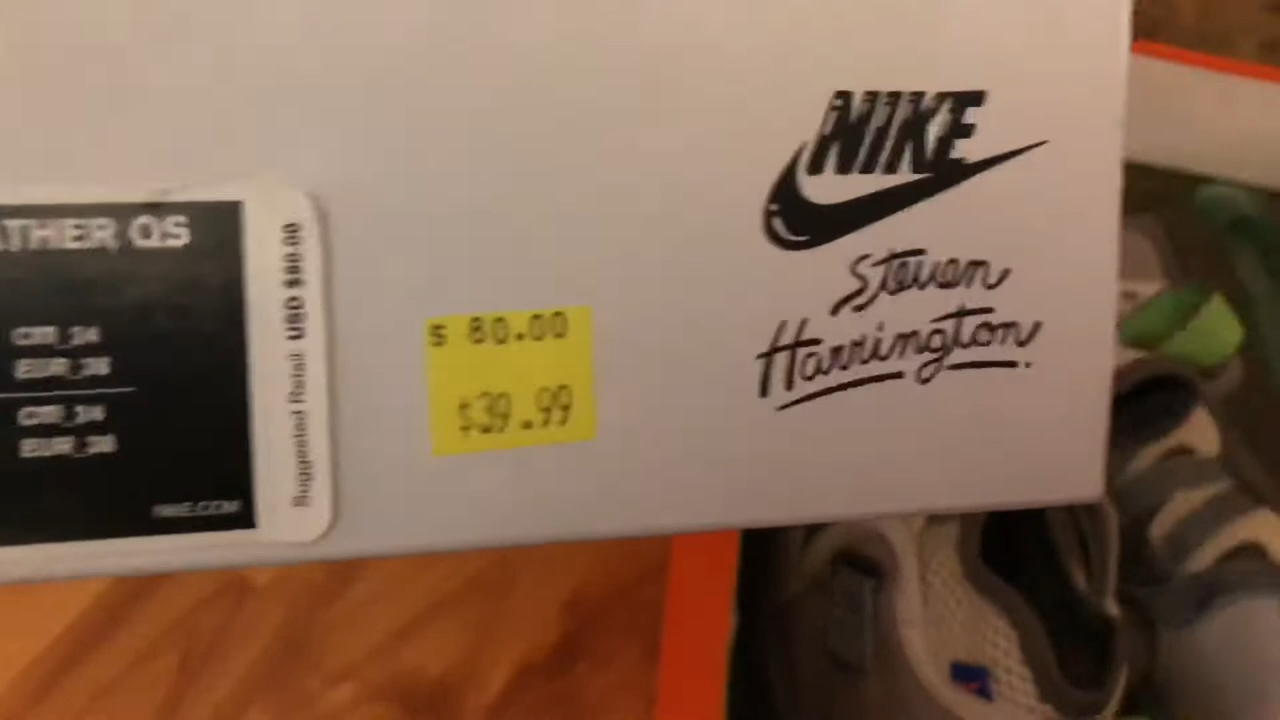 NIKE
Steven
Harrington
ATHER QS
Suggested Retail USD $80.00
$ 80.00
$39.99
NIKE.COM